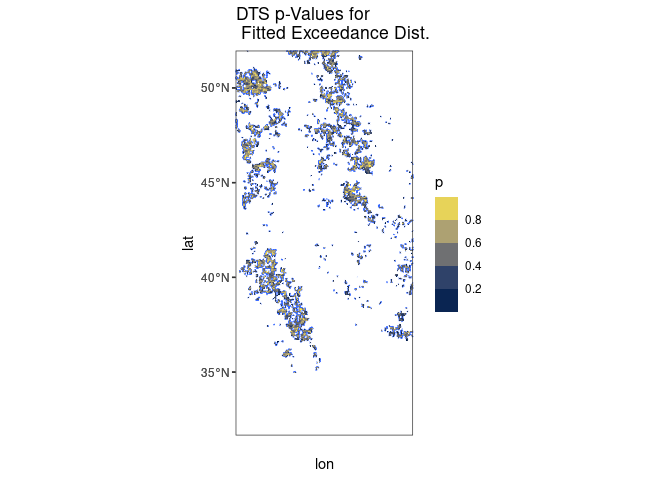 DTS p-Values for
Fitted Exceedance Dist.
50°N
45°N
40°N
35°N
lat
lon
p
0.8
0.6
0.4
0.2